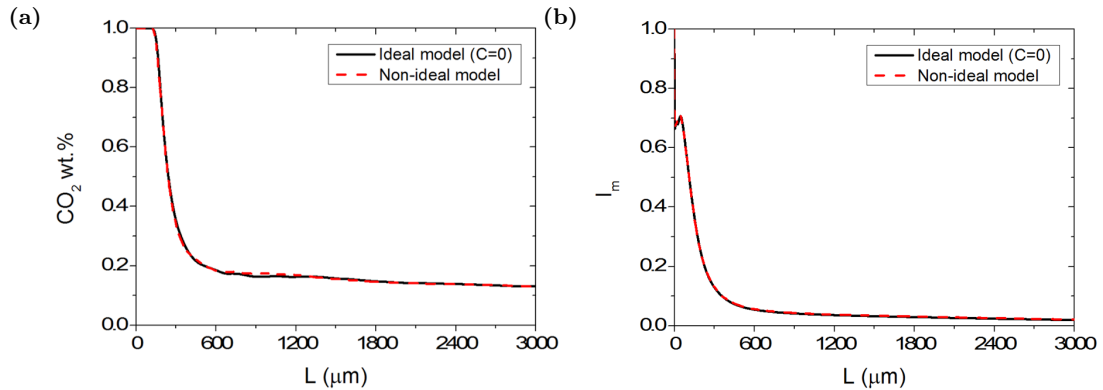 (a)
1.0
0.8
0.6
0.4
0.2
0.0
CO₂ wt.%
0 600 1200 1800 2400 3000
L (μm)
Ideal model (C=0)
Non-ideal model
(b)
1.0
0.8
0.6
0.4
0.2
0.0
Iₘ
0 600 1200 1800 2400 3000
L (μm)
Ideal model (C=0)
Non-ideal model